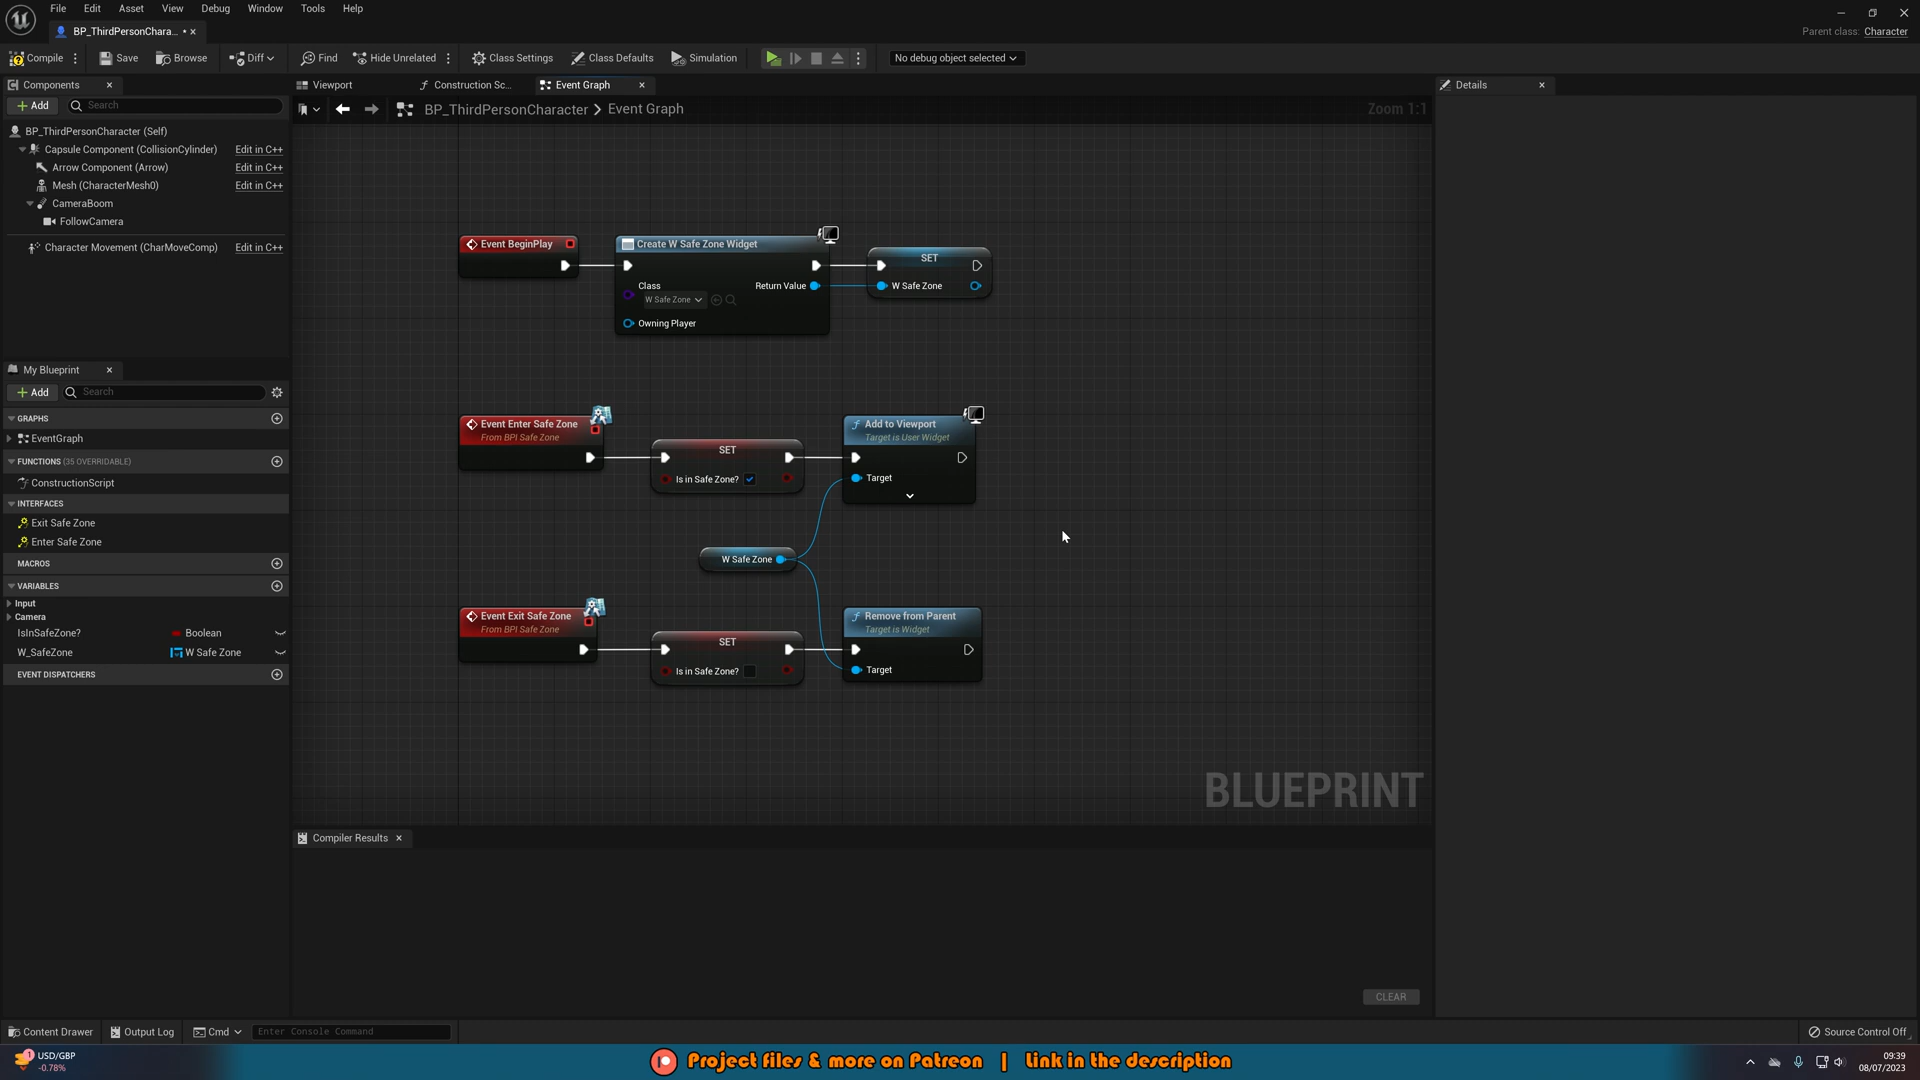 File Edit View Asset Debug Window Tools Help
BP_ThirdPersonChara... •
Parent class: Character
Compile Save Browse Diff Find Hide Unrelated Class Settings Class Defaults Simulation No debug object selected
Components Viewport Construction Sc... Event Graph Details
Add Search BP_ThirdPersonCharacter > Event Graph Zoom 1:1
BP_ThirdPersonCharacter (Self)
Capsule Component (CollisionCylinder) Edit in C++
Arrow Component (Arrow) Edit in C++
Mesh (CharacterMesh0) Edit in C++
CameraBoom
FollowCamera
Character Movement (CharMoveComp) Edit in C++
Event BeginPlay
Create W Safe Zone Widget
Class
W Safe Zone
Return Value
Owning Player
SET
W Safe Zone
My Blueprint
Add Search
GRAPHS
EventGraph
FUNCTIONS (35 OVERRIDABLE)
ConstructionScript
INTERFACES
Exit Safe Zone
Enter Safe Zone
MACROS
VARIABLES
Input
Camera
IsInSafeZone? Boolean
W_SafeZone W Safe Zone
EVENT DISPATCHERS
Event Enter Safe Zone
From BPI Safe Zone
SET
Is in Safe Zone?
Add to Viewport
Target is User Widget
Target
W Safe Zone
Event Exit Safe Zone
From BPI Safe Zone
SET
Is in Safe Zone?
Remove from Parent
Target is Widget
Target
BLUEPRINT
Compiler Results
CLEAR
Content Drawer Output Log Cmd Enter Console Command Source Control Off
1
USD/GBP
-0.78%
Project files & more on Patreon | Link in the description
09:39
08/07/2023